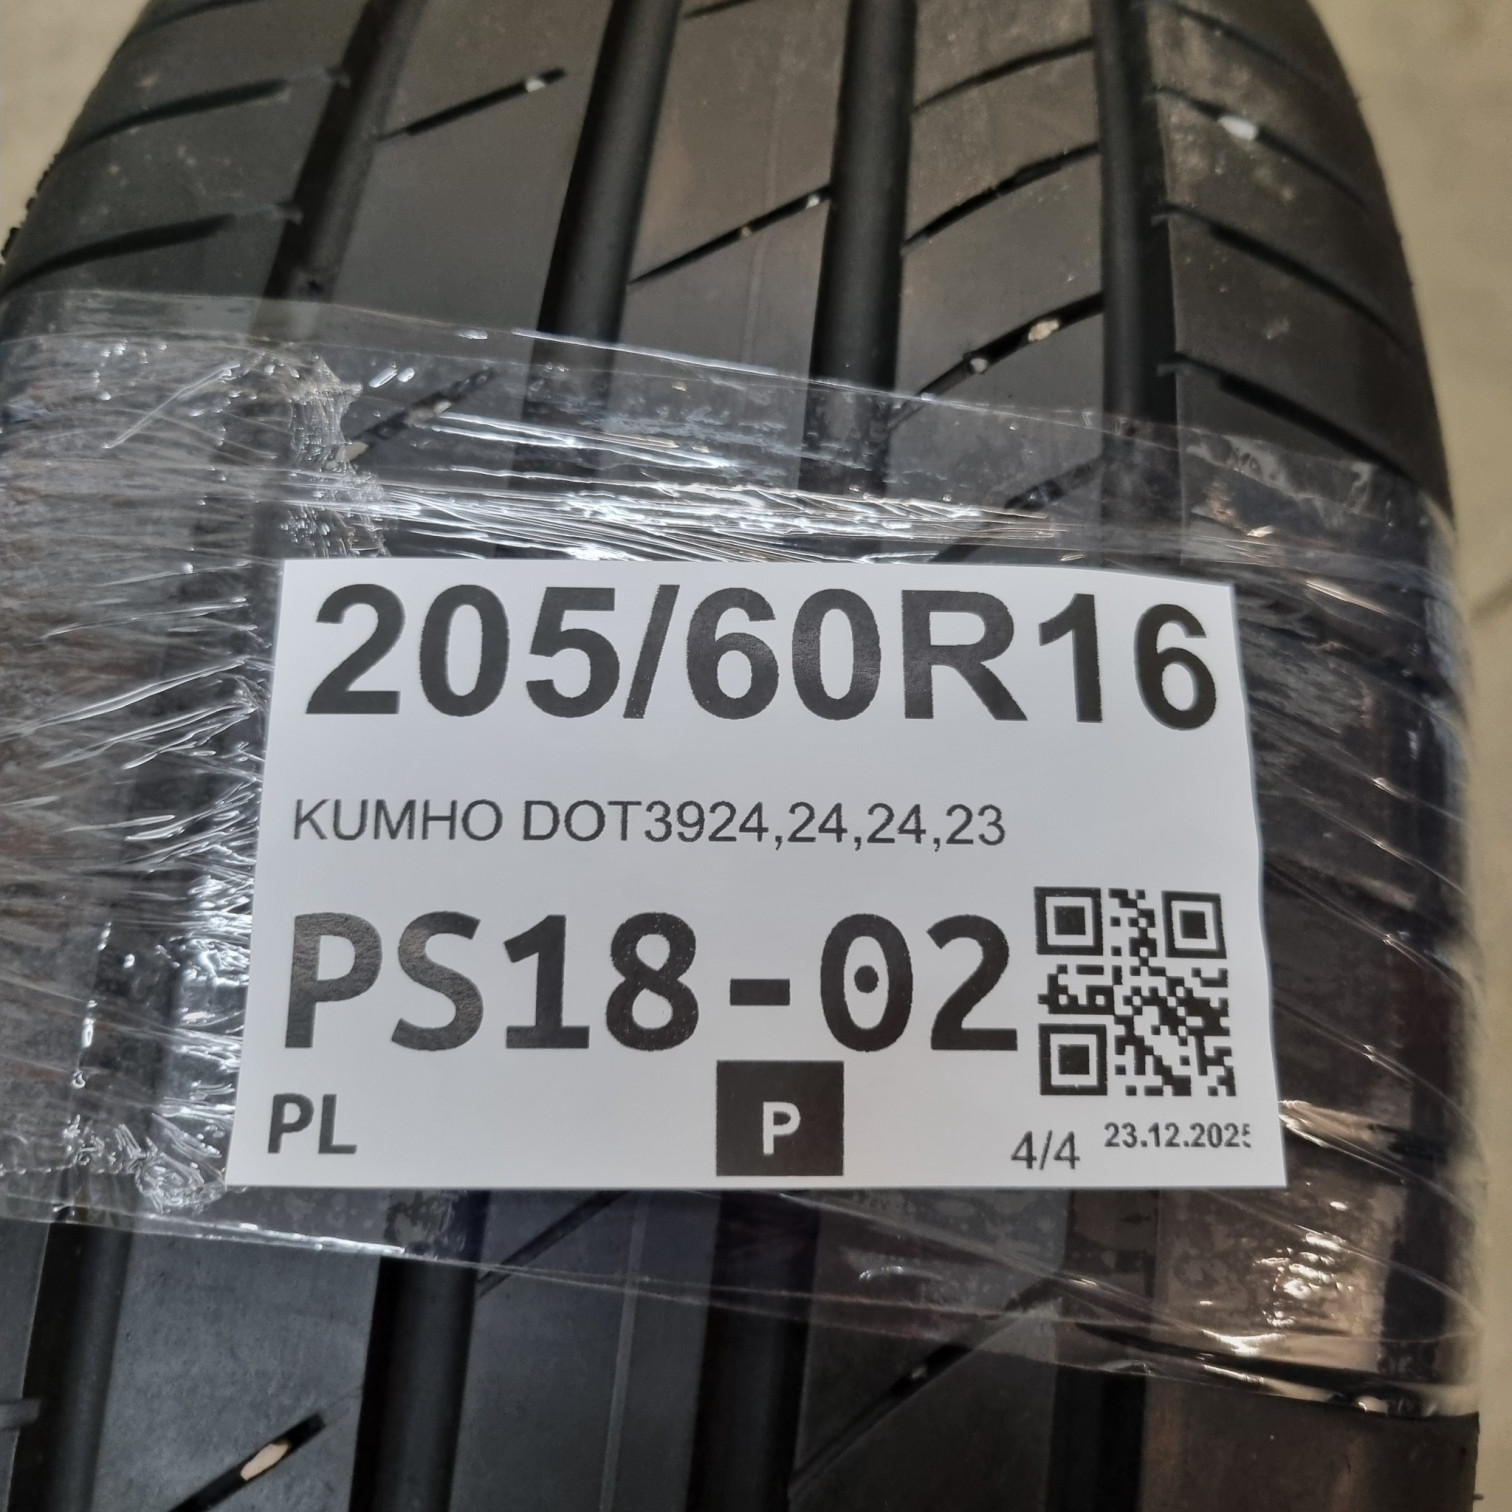 205/60R16
KUMHO DOT3924,24,24,23
PS18-02
PL
P
4/4
23.12.2025